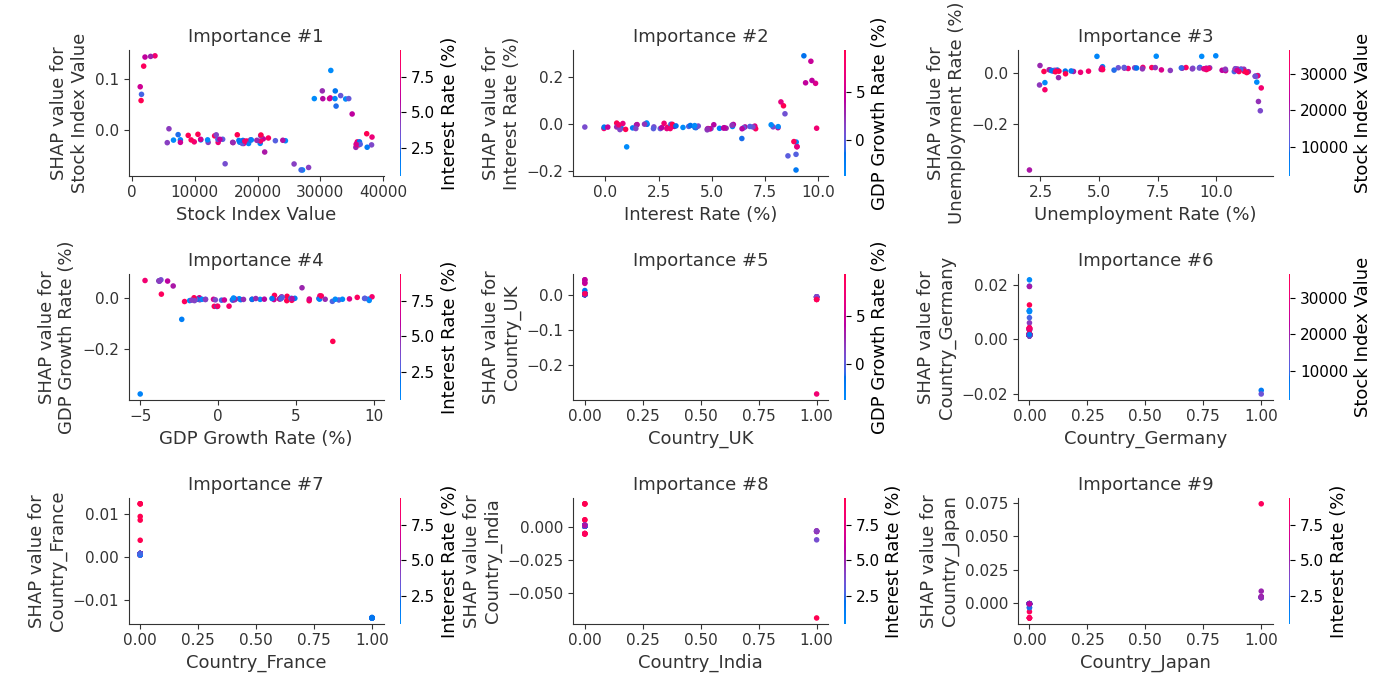 Importance #1
SHAP value for
Stock Index Value
0.1
0.0
0
10000
20000
30000
40000
Stock Index Value
7.5
5.0
2.5
Interest Rate (%)
Importance #2
SHAP value for
Interest Rate (%)
0.2
0.0
−0.2
0.0
2.5
5.0
7.5
10.0
Interest Rate (%)
5
0
GDP Growth Rate (%)
Importance #3
SHAP value for
Unemployment Rate (%)
0.0
−0.2
2.5
5.0
7.5
10.0
Unemployment Rate (%)
30000
20000
10000
Stock Index Value
Importance #4
SHAP value for
GDP Growth Rate (%)
0.0
−0.2
−5
0
5
10
GDP Growth Rate (%)
7.5
5.0
2.5
Interest Rate (%)
Importance #5
SHAP value for
Country_UK
0.0
−0.1
−0.2
0.00
0.25
0.50
0.75
1.00
Country_UK
5
0
GDP Growth Rate (%)
Importance #6
SHAP value for
Country_Germany
0.02
0.00
−0.02
0.00
0.25
0.50
0.75
1.00
Country_Germany
30000
20000
10000
Stock Index Value
Importance #7
SHAP value for
Country_France
0.01
0.00
−0.01
0.00
0.25
0.50
0.75
1.00
Country_France
7.5
5.0
2.5
Interest Rate (%)
Importance #8
SHAP value for
Country_India
0.000
−0.025
−0.050
0.00
0.25
0.50
0.75
1.00
Country_India
7.5
5.0
2.5
Interest Rate (%)
Importance #9
SHAP value for
Country_Japan
0.075
0.050
0.025
0.000
0.00
0.25
0.50
0.75
1.00
Country_Japan
7.5
5.0
2.5
Interest Rate (%)